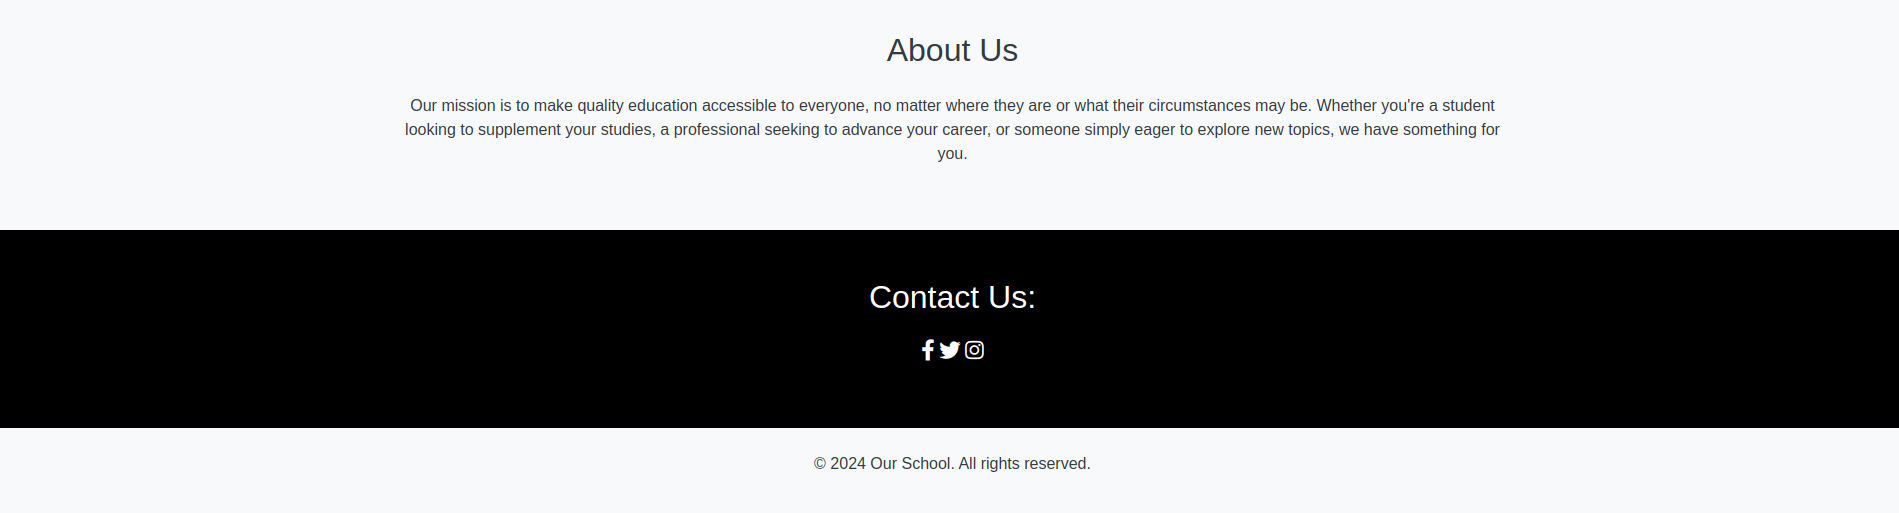 About Us
Our mission is to make quality education accessible to everyone, no matter where they are or what their circumstances may be. Whether you're a student
looking to supplement your studies, a professional seeking to advance your career, or someone simply eager to explore new topics, we have something for
you.
Contact Us:
© 2024 Our School. All rights reserved.